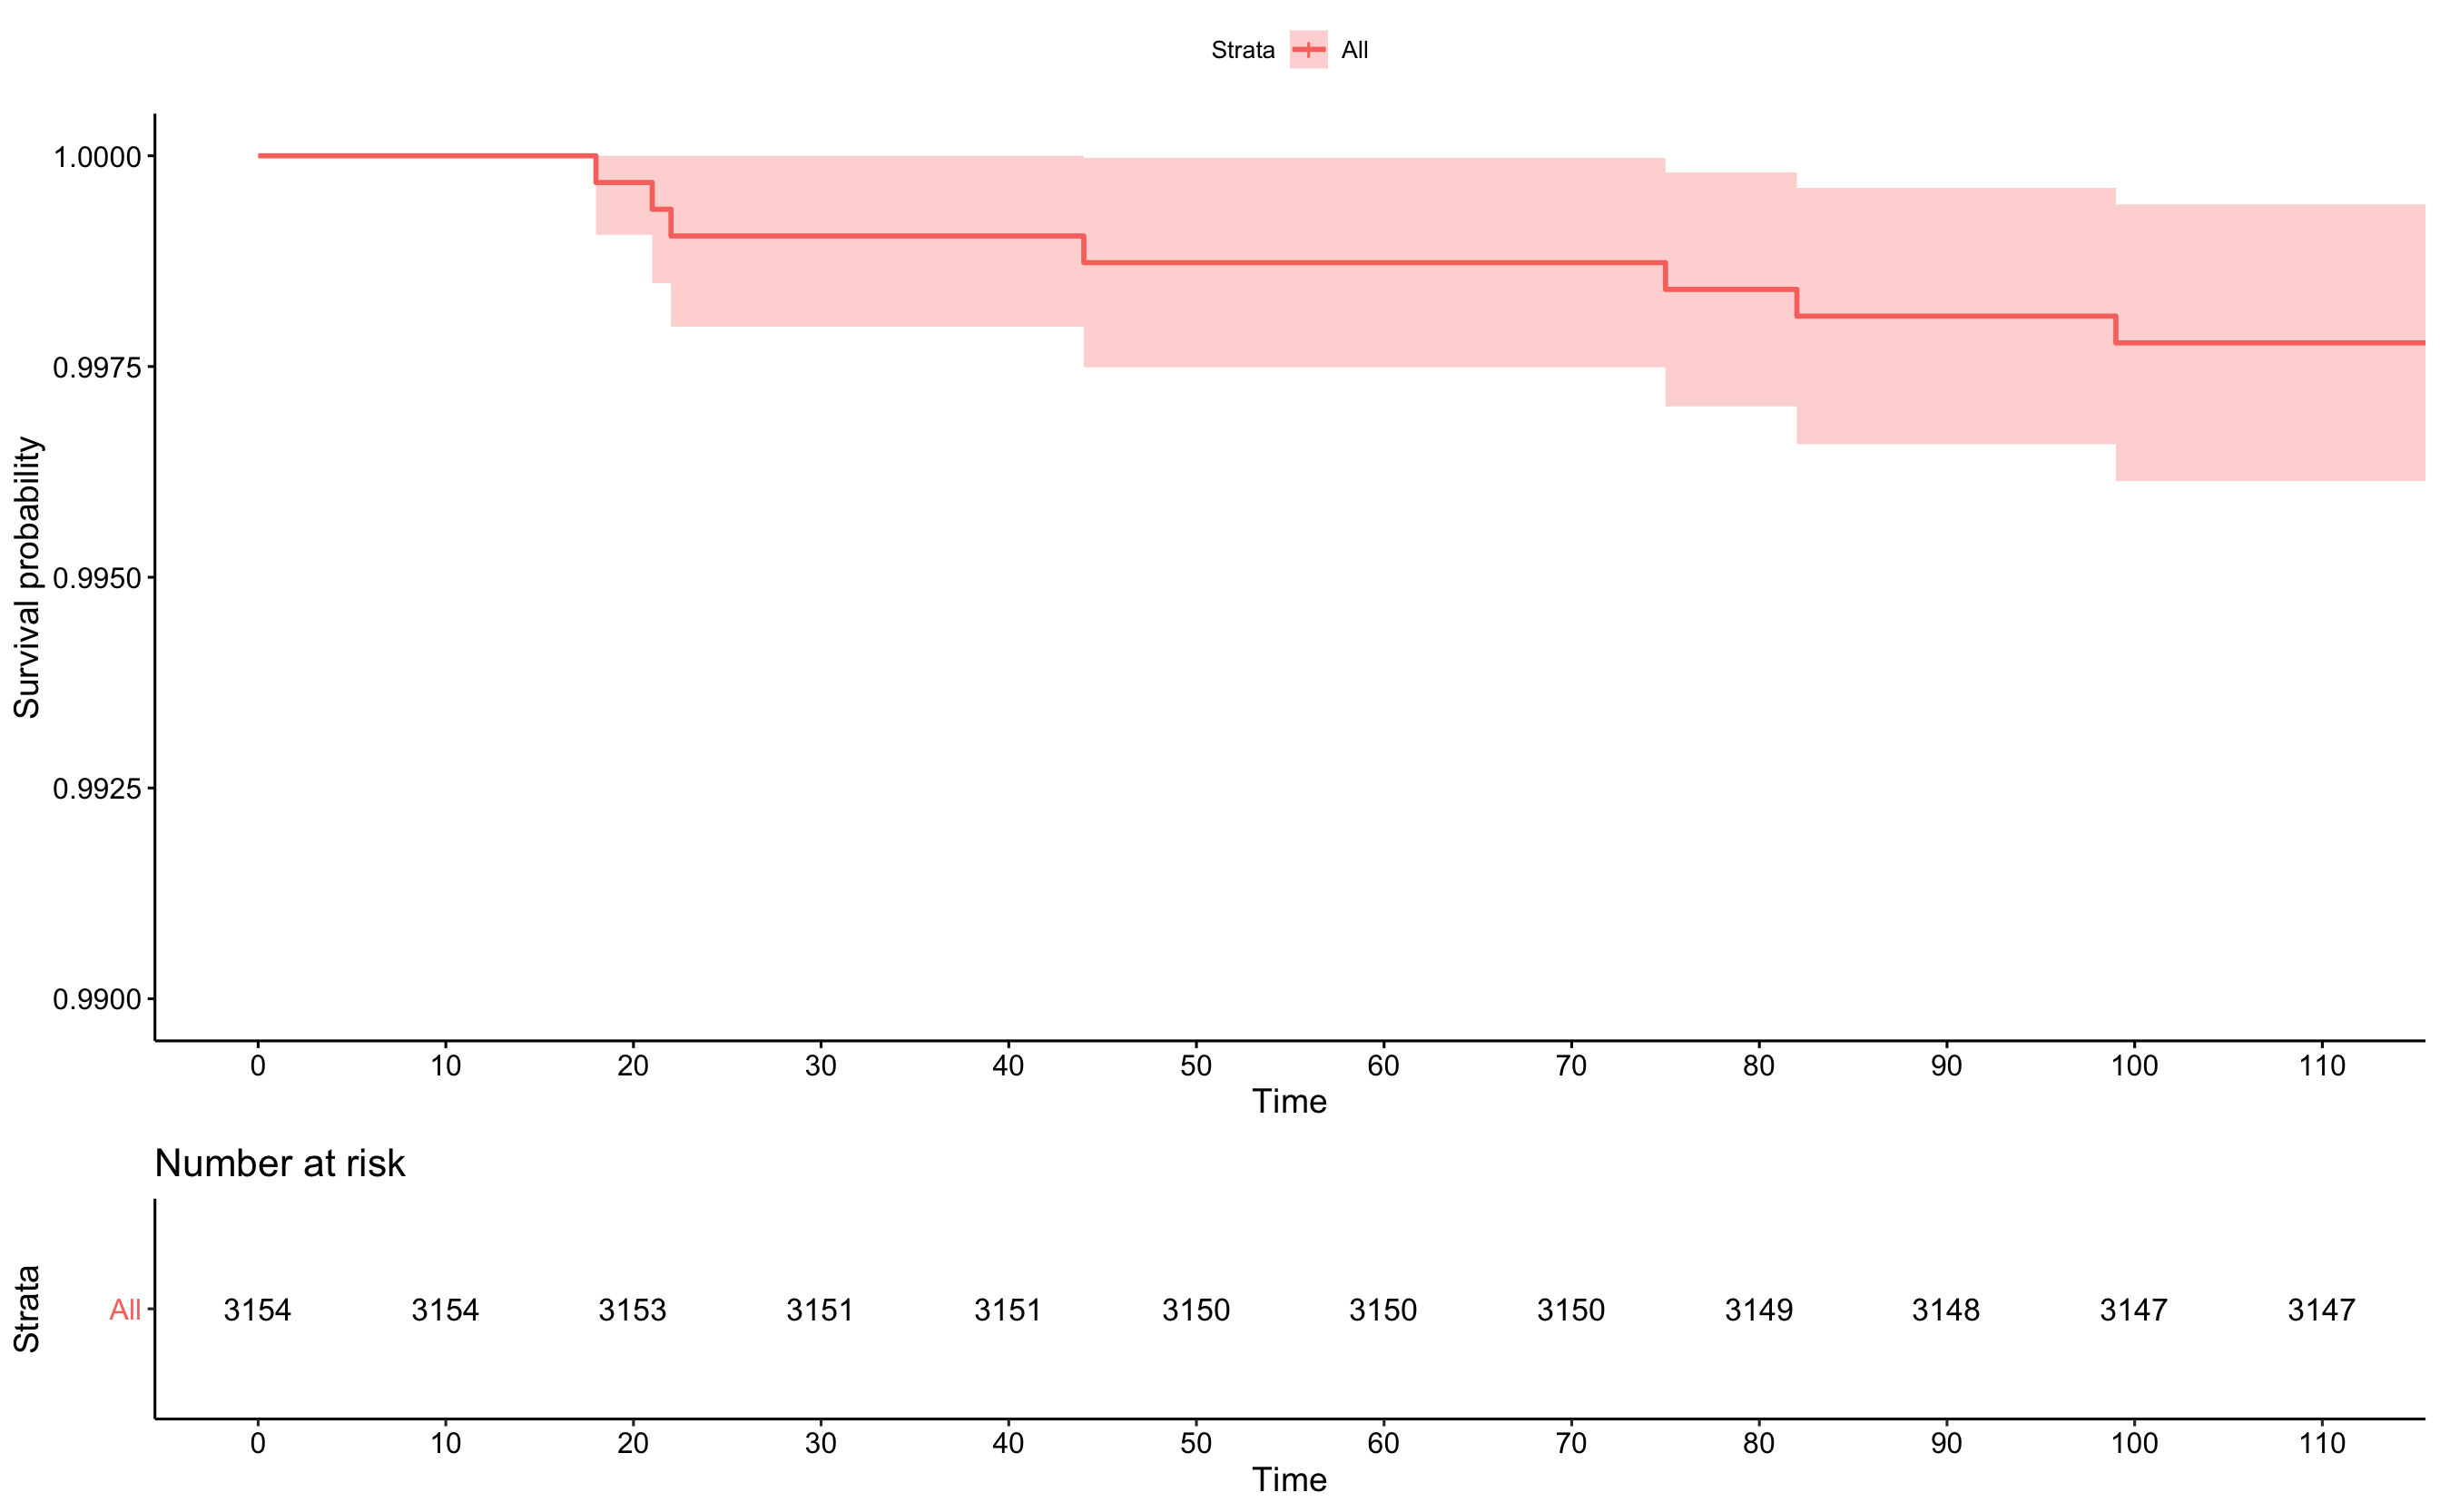 Strata All
1.0000
0.9975
0.9950
0.9925
0.9900
Survival probability
0 10 20 30 40 50 60 70 80 90 100 110
Time
Number at risk
Strata
All 3154 3154 3153 3151 3151 3150 3150 3150 3149 3148 3147 3147
0 10 20 30 40 50 60 70 80 90 100 110
Time